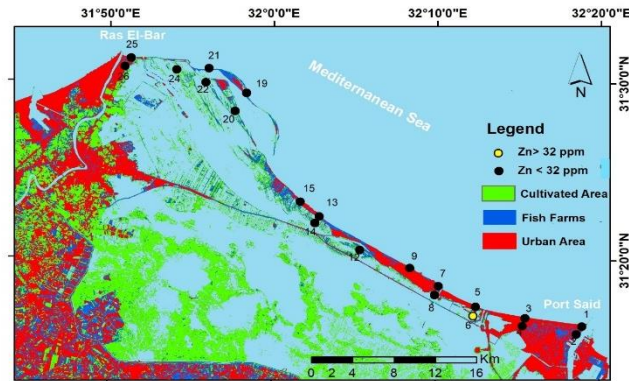 31°50'0"E 32°0'0"E 32°10'0"E 32°20'0"E
Ras El-Bar
25
26
24
21
22
19
20
Mediterranean Sea
31°30'0"N
N
Legend
Zn> 32 ppm
Zn < 32 ppm
Cultivated Area
Fish Farms
Urban Area
15
13
14
12
9
7
8
5
6
31°20'0"N
Port Said
3
1
Km
0 2 4 8 12 16